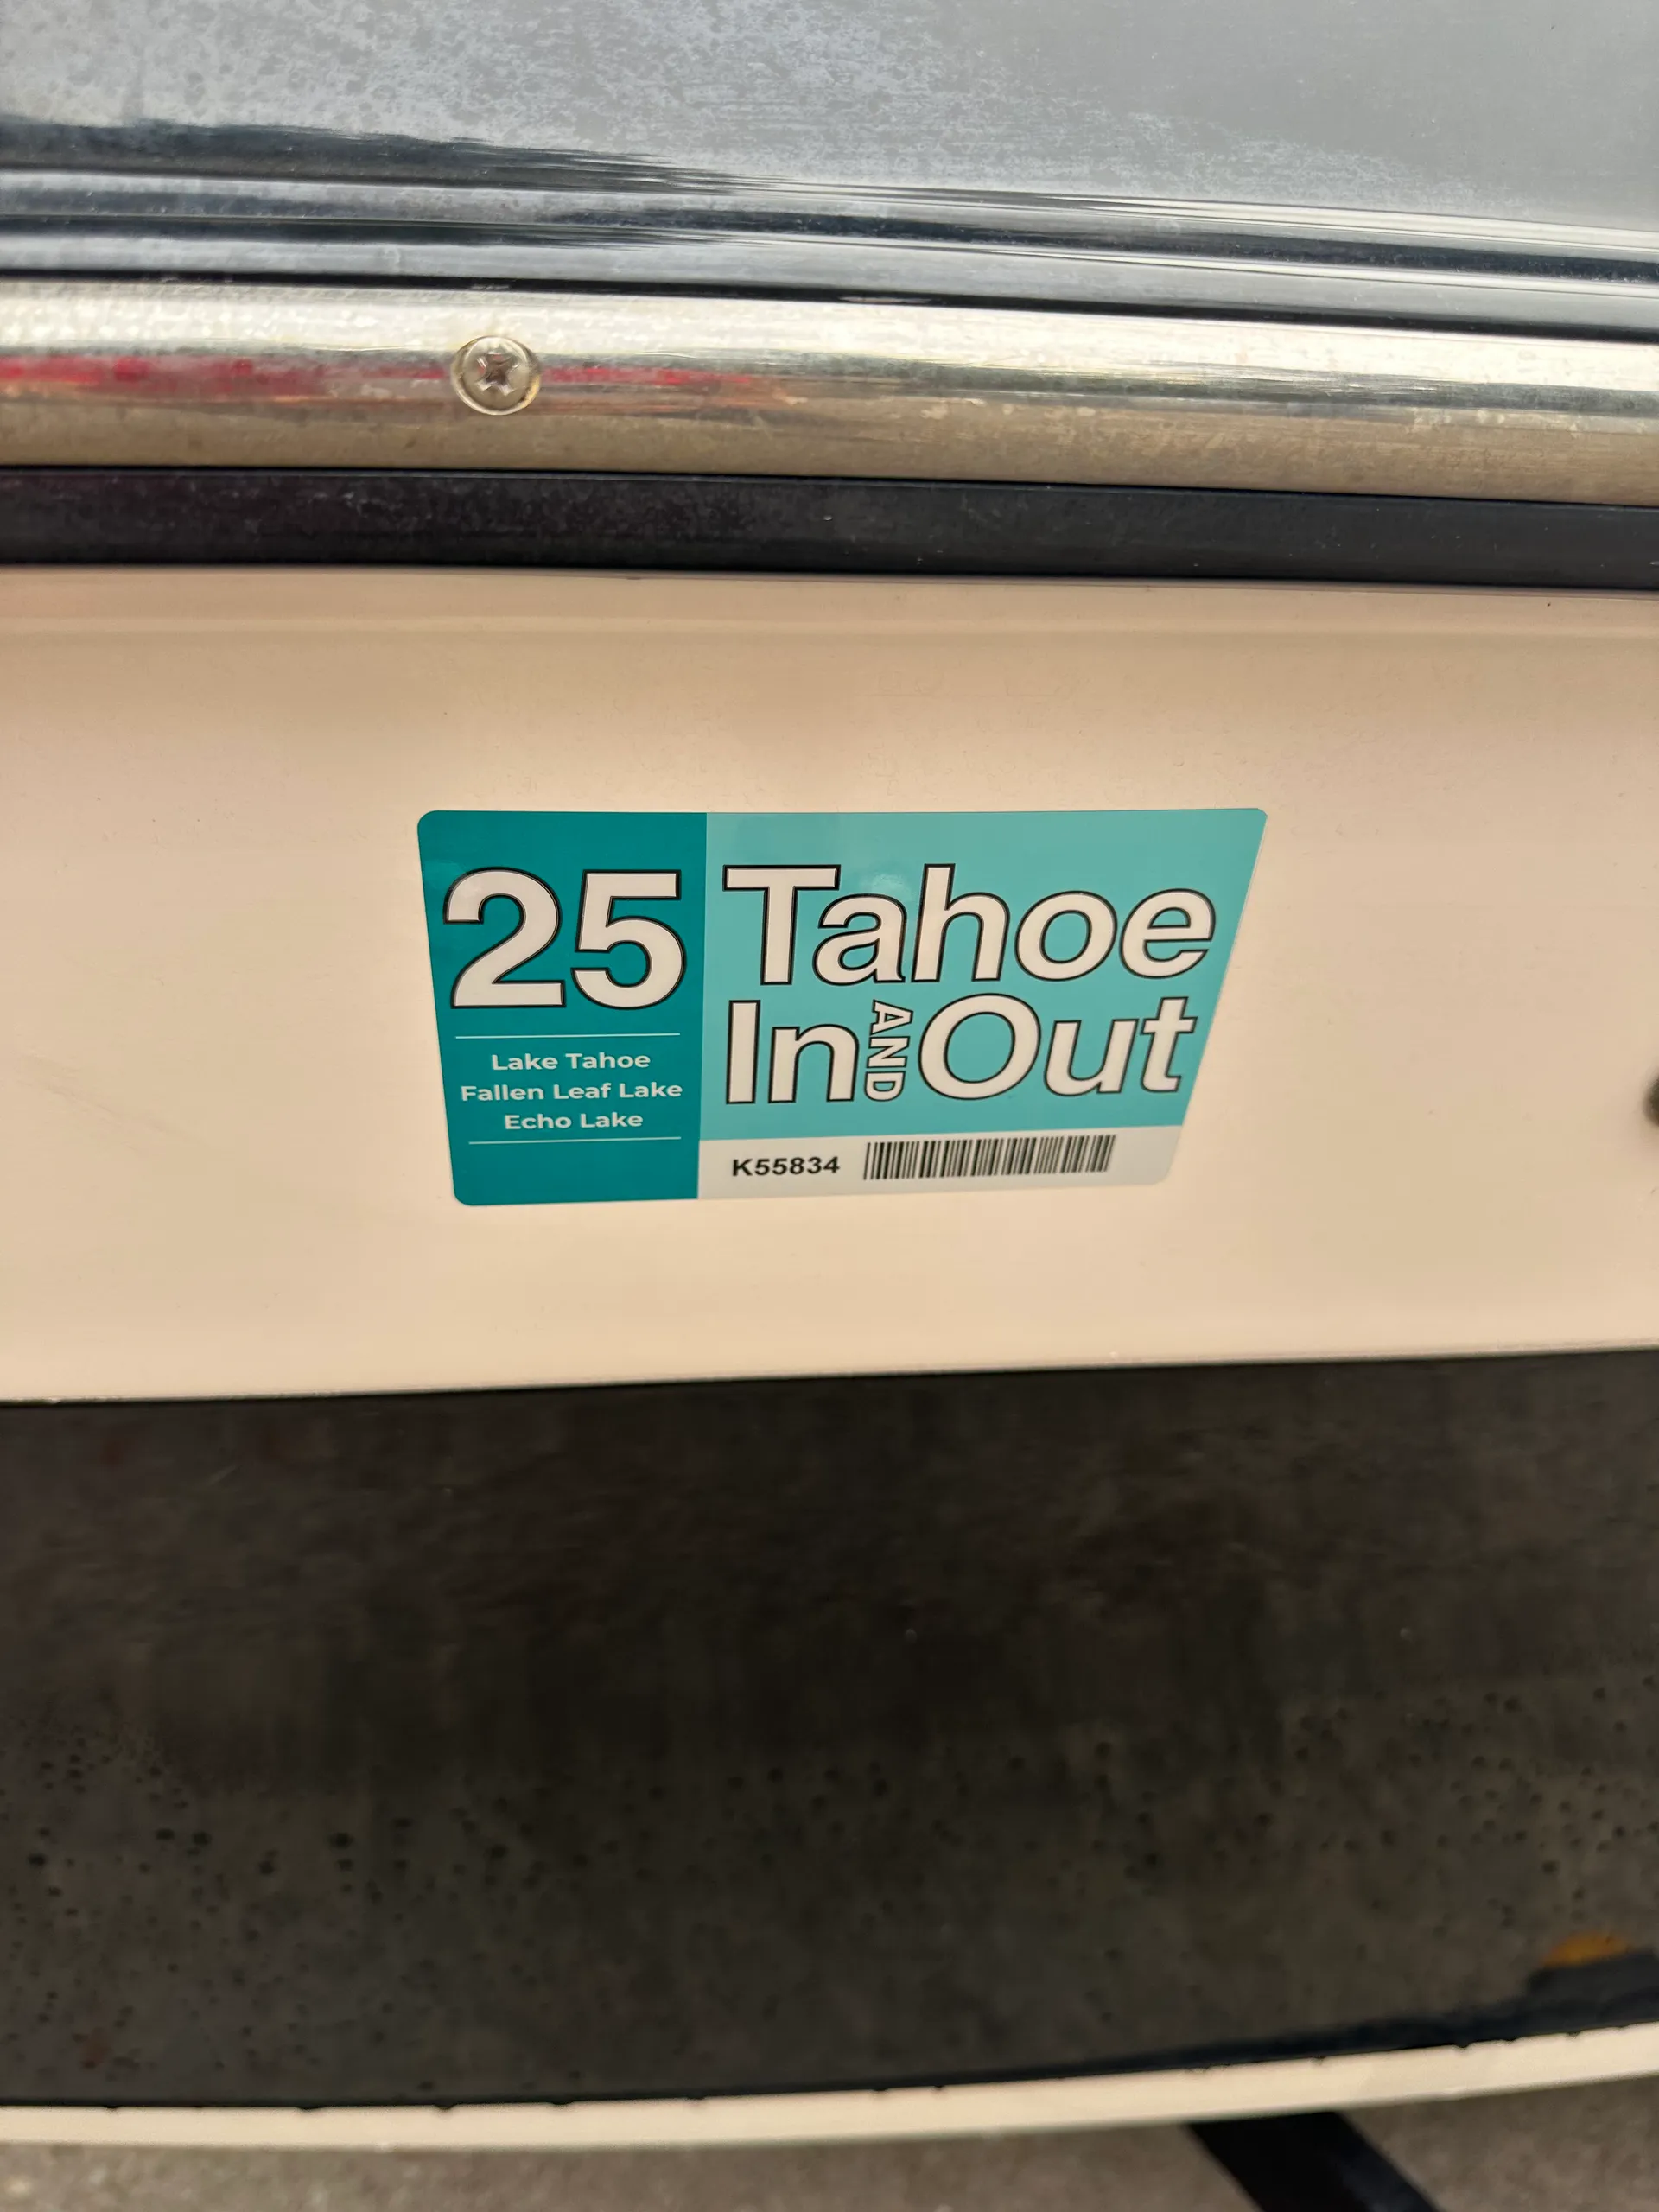 25
Lake Tahoe
Fallen Leaf Lake
Echo Lake
Tahoe
In AND Out
K55834